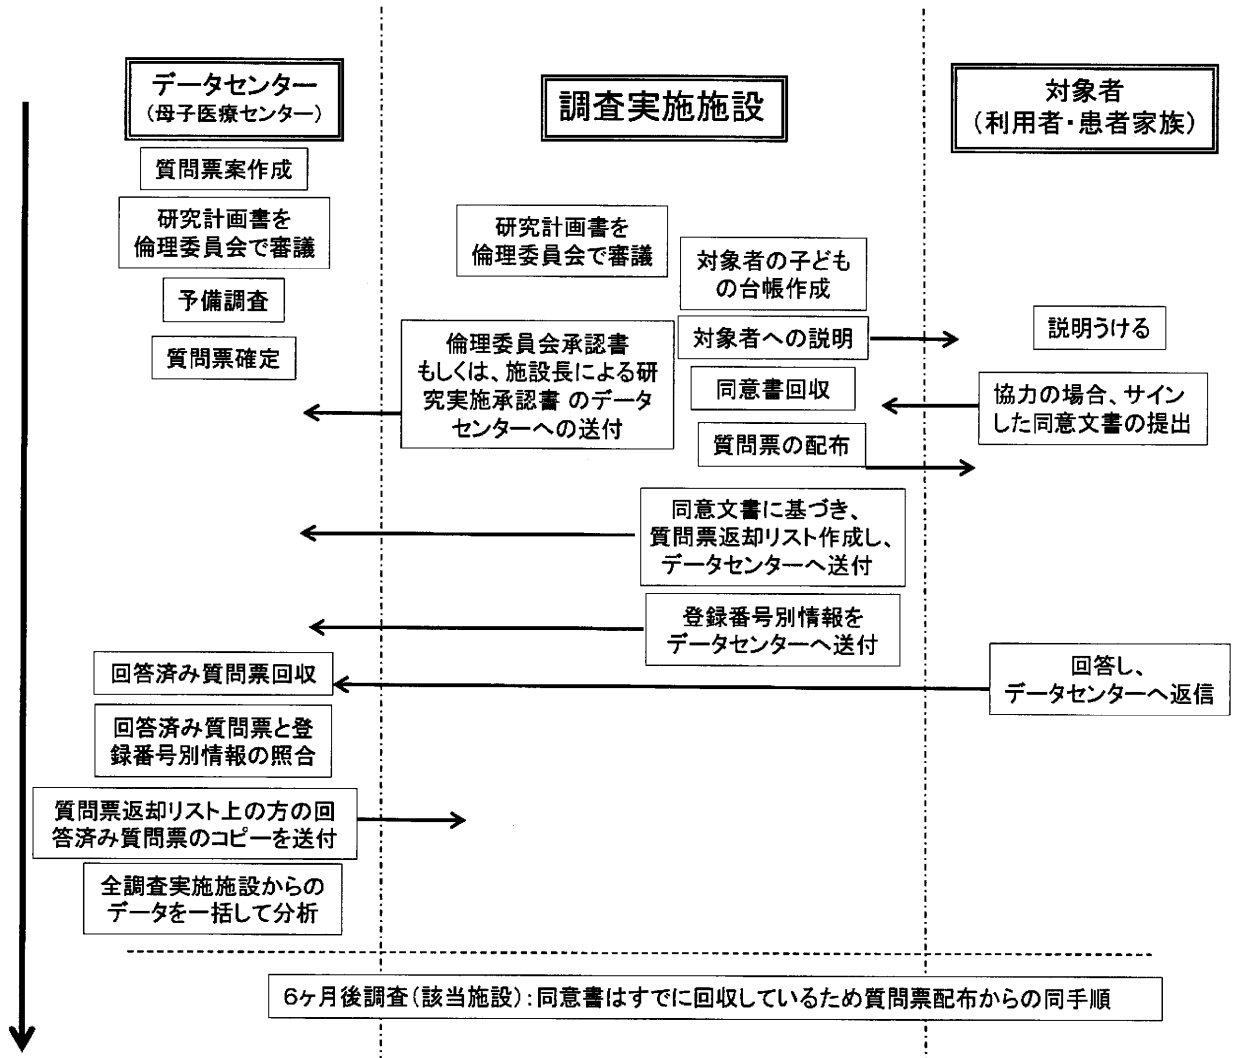 データセンター
（母子医療センター）
質問票案作成
研究計画書を
倫理委員会で審議
予備調査
質問票確定
調査実施施設
研究計画書を
倫理委員会で審議
対象者の子ども
の台帳作成
倫理委員会承認書
もしくは、施設長による研
究実施承認書 のデータ
センターへの送付
対象者への説明
同意書回収
質問票の配布
対象者
（利用者・患者家族）
説明うける
協力の場合、サイン
した同意文書の提出
同意文書に基づき、
質問票返却リスト作成し、
データセンターへ送付
登録番号別情報を
データセンターへ送付
回答し、
データセンターへ返信
回答済み質問票回収
回答済み質問票と登
録番号別情報の照合
質問票返却リスト上の方の回
答済み質問票のコピーを送付
全調査実施施設からの
データを一括して分析
6ヶ月後調査（該当施設）：同意書はすでに回収しているため質問票配布からの同手順